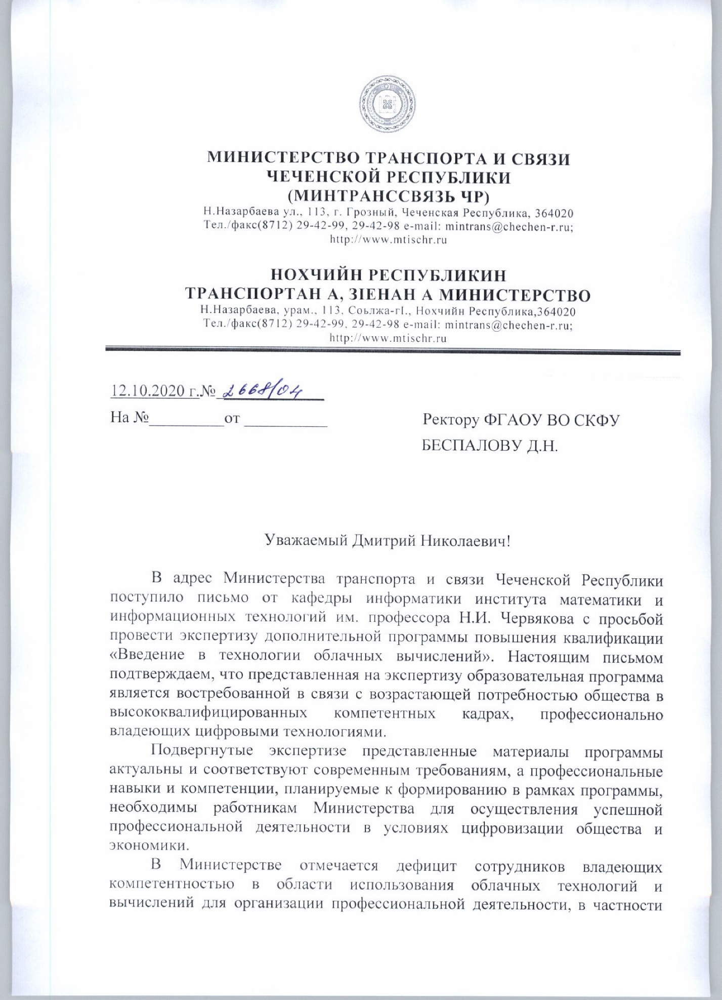 МИНИСТЕРСТВО ТРАНСПОРТА И СВЯЗИ
ЧЕЧЕНСКОЙ РЕСПУБЛИКИ
(МИНТРАНССВЯЗЬ ЧР)
Н.Назарбаева ул., 113, г. Грозный, Чеченская Республика, 364020
Тел./факс(8712) 29-42-99, 29-42-98 e-mail: mintrans@chechen-r.ru;
http://www.mtischr.ru
НОХЧИЙН РЕСПУБЛИКИН
ТРАНСПОРТАН А, ЗIЕНАН А МИНИСТЕРСТВО
Н.Назарбаева, урам., 113, Соьлжа-гI., Нохчийн Республика,364020
Тел./факс(8712) 29-42-99, 29-42-98 e-mail: mintrans@chechen-r.ru;
http://www.mtischr.ru
12.10.2020 г.№ 2668/04
На №_________от __________
Ректору ФГАОУ ВО СКФУ
БЕСПАЛОВУ Д.Н.
Уважаемый Дмитрий Николаевич!
В адрес Министерства транспорта и связи Чеченской Республики
поступило письмо от кафедры информатики института математики и
информационных технологий им. профессора Н.И. Червякова с просьбой
провести экспертизу дополнительной программы повышения квалификации
«Введение в технологии облачных вычислений». Настоящим письмом
подтверждаем, что представленная на экспертизу образовательная программа
является востребованной в связи с возрастающей потребностью общества в
высококвалифицированных компетентных кадрах, профессионально
владеющих цифровыми технологиями.
Подвергнутые экспертизе представленные материалы программы
актуальны и соответствуют современным требованиям, а профессиональные
навыки и компетенции, планируемые к формированию в рамках программы,
необходимы работникам Министерства для осуществления успешной
профессиональной деятельности в условиях цифровизации общества и
экономики.
В Министерстве отмечается дефицит сотрудников владеющих
компетентностью в области использования облачных технологий и
вычислений для организации профессиональной деятельности, в частности